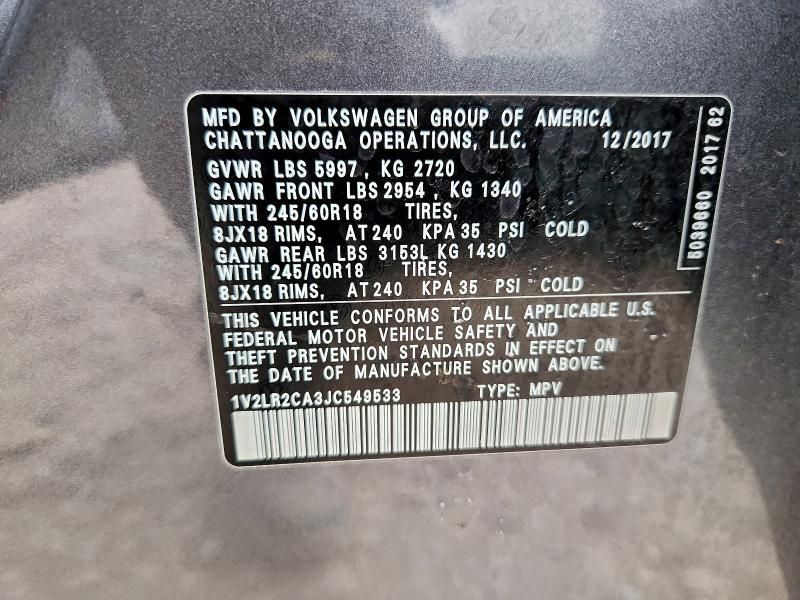 MFD BY VOLKSWAGEN GROUP OF AMERICA
CHATTANOOGA OPERATIONS, LLC. 12/2017
GVWR LBS 5997, KG 2720
GAWR FRONT LBS 2954, KG 1340
WITH 245/60R18 TIRES,
8JX18 RIMS, AT 240 KPA 35 PSI COLD
GAWR REAR LBS 3153L KG 1430
WITH 245/60R18 TIRES,
8JX18 RIMS, AT 240 KPA 35 PSI COLD
THIS VEHICLE CONFORMS TO ALL APPLICABLE U.S.
FEDERAL MOTOR VEHICLE SAFETY AND
THEFT PREVENTION STANDARDS IN EFFECT ON
THE DATE OF MANUFACTURE SHOWN ABOVE.
1V2LR2CA3JC549533 TYPE: MPV
5039660 2017 62